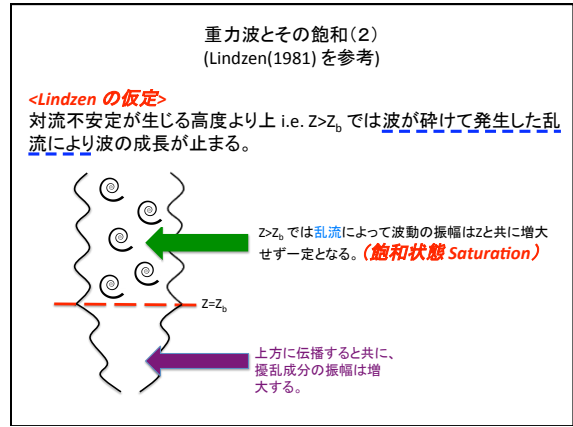 重力波とその飽和(2)
(Lindzen(1981) を参考)
<Lindzen の仮定>
対流不安定が生じる高度より上 i.e. Z>Zb では波が砕けて発生した乱
流により波の成長が止まる。
Z>Zb では乱流によって波動の振幅はZと共に増大
せず一定となる。(飽和状態 Saturation)
Z=Zb
上方に伝播すると共に、
擾乱成分の振幅は増
大する。